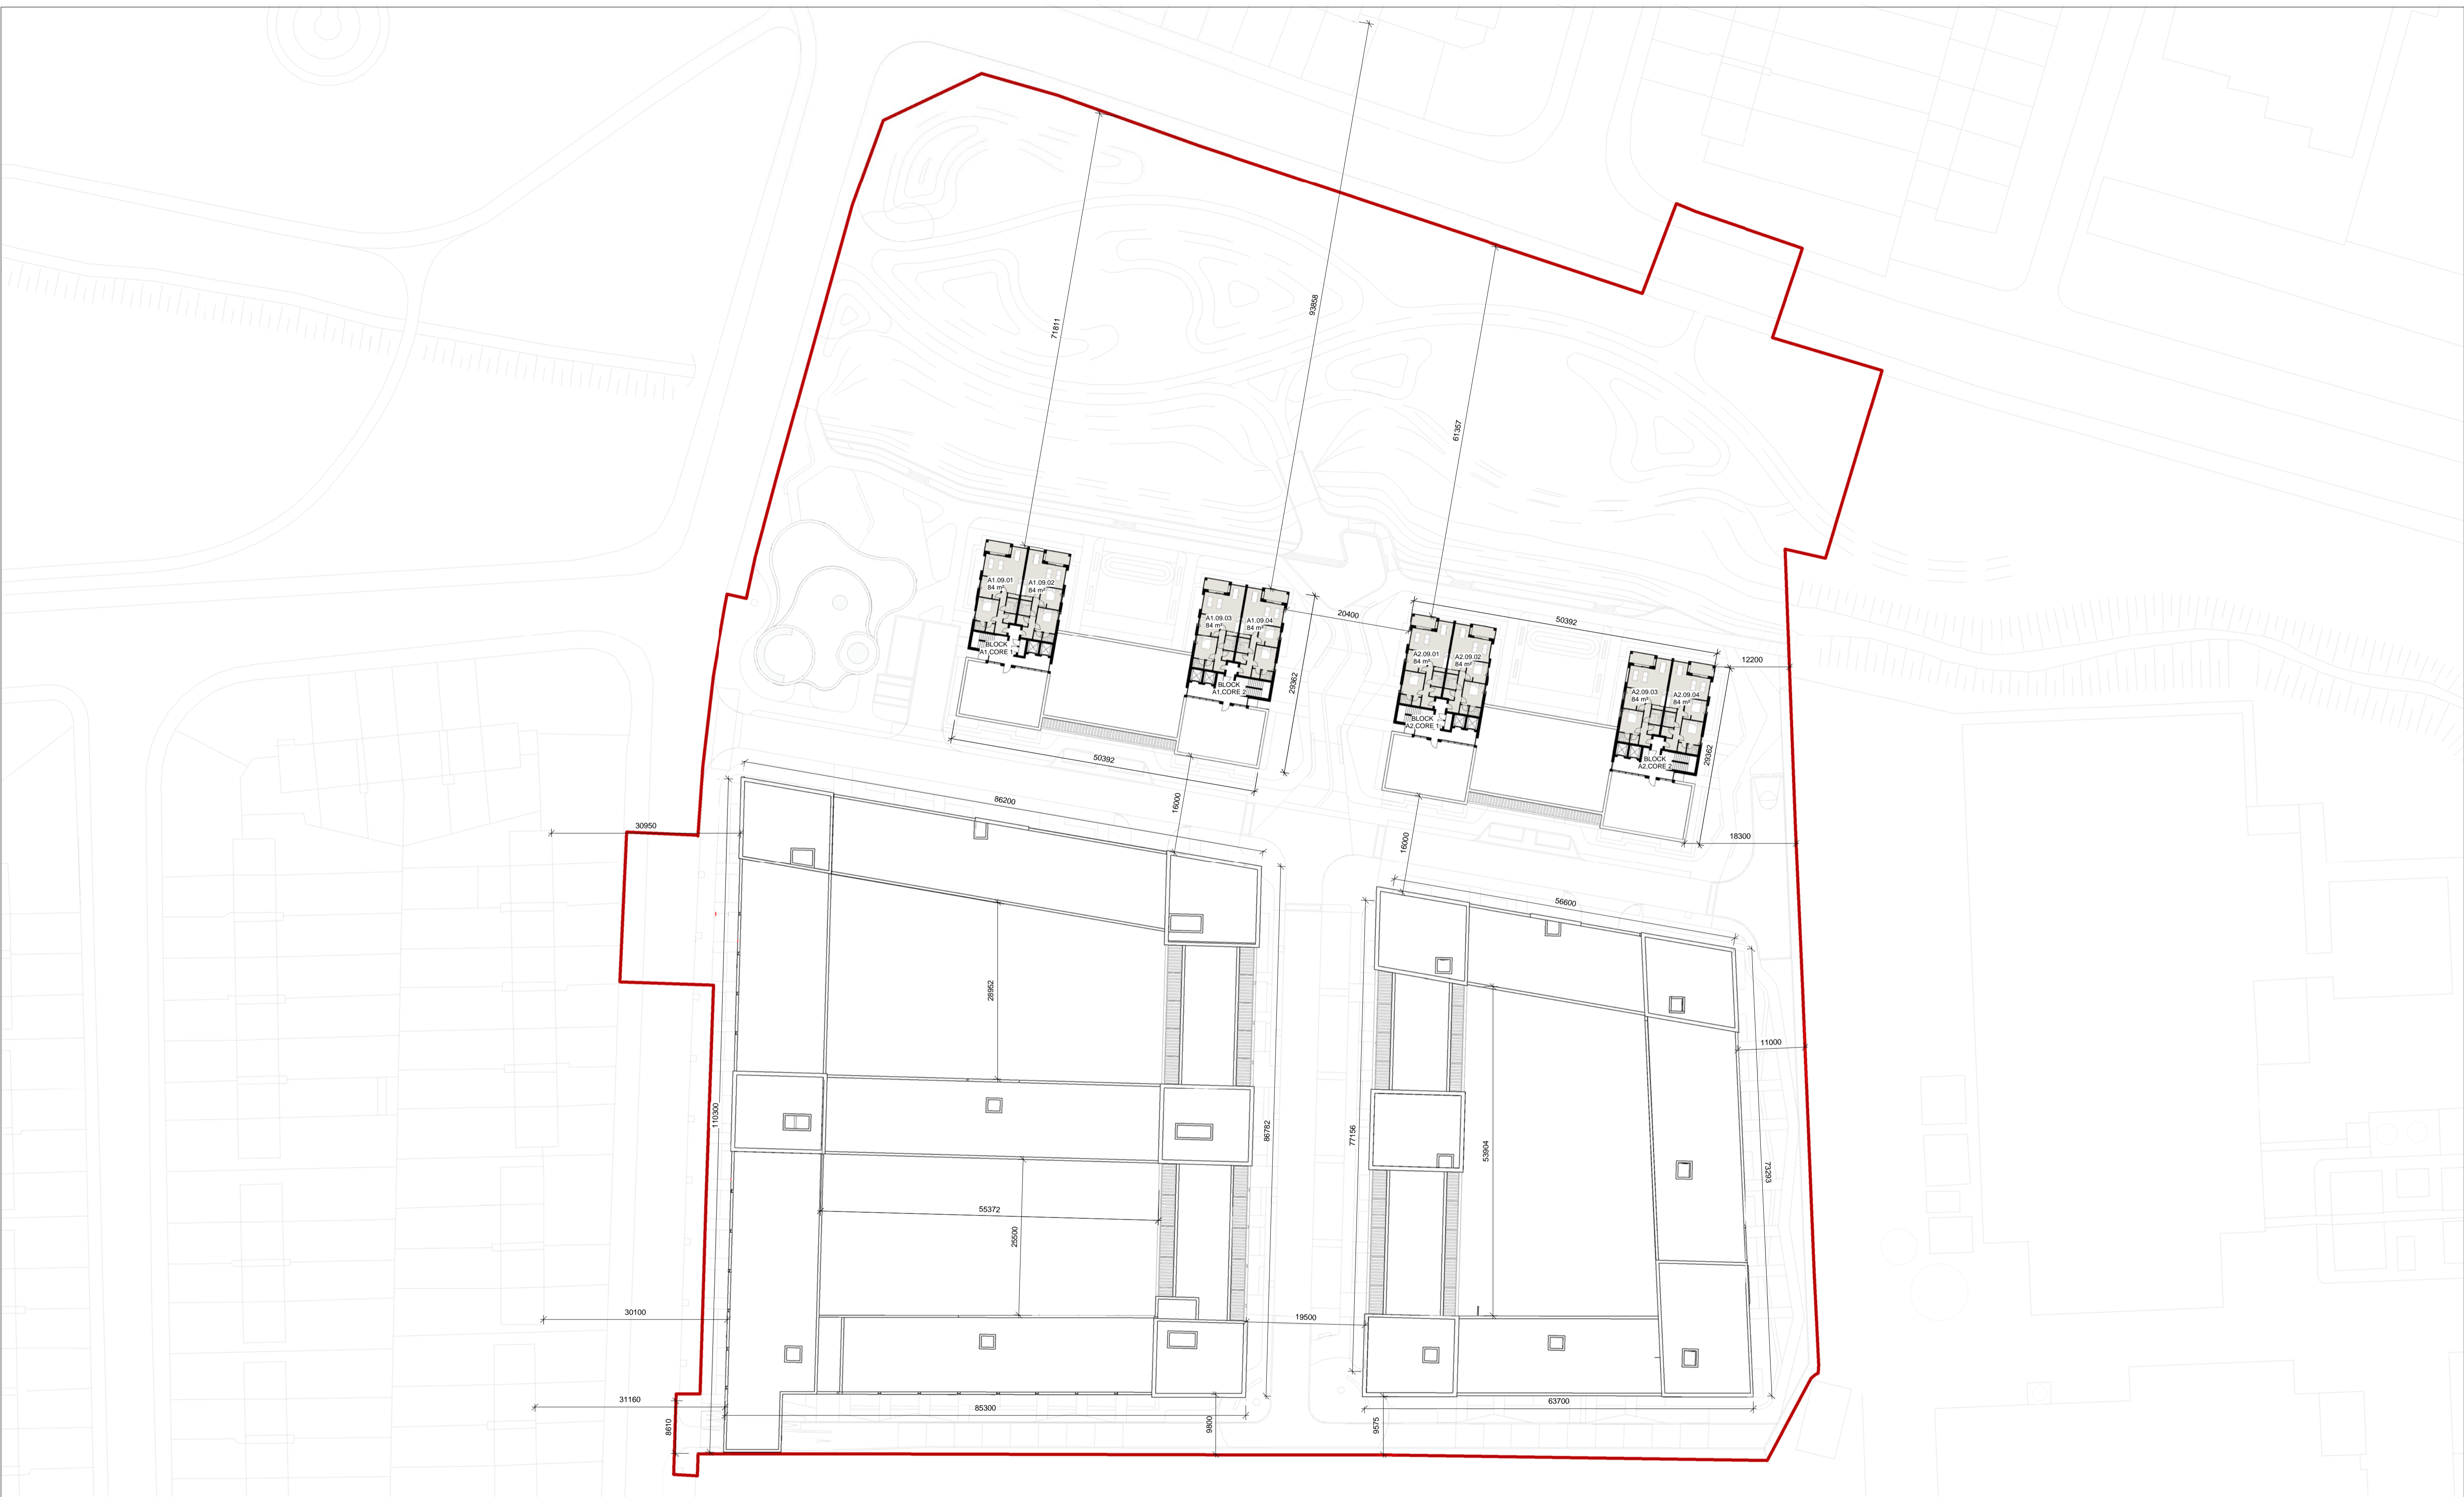 71811
93858
61357
A1.09.01
84 m²
A1.09.02
84 m²
BLOCK
A1,CORE 1
A1.09.03
84 m²
A1.09.04
84 m²
BLOCK
A1,CORE 2
20400
29362
50392
A2.09.01
84 m²
A2.09.02
84 m²
BLOCK
A2,CORE 1
50392
A2.09.03
84 m²
A2.09.04
84 m²
BLOCK
A2,CORE 2
12200
29362
18300
16000
16000
86200
30950
56600
28952
11000
110300
86782
77156
53904
73293
55372
25500
30100
19500
31160
8610
85300
9800
9575
63700